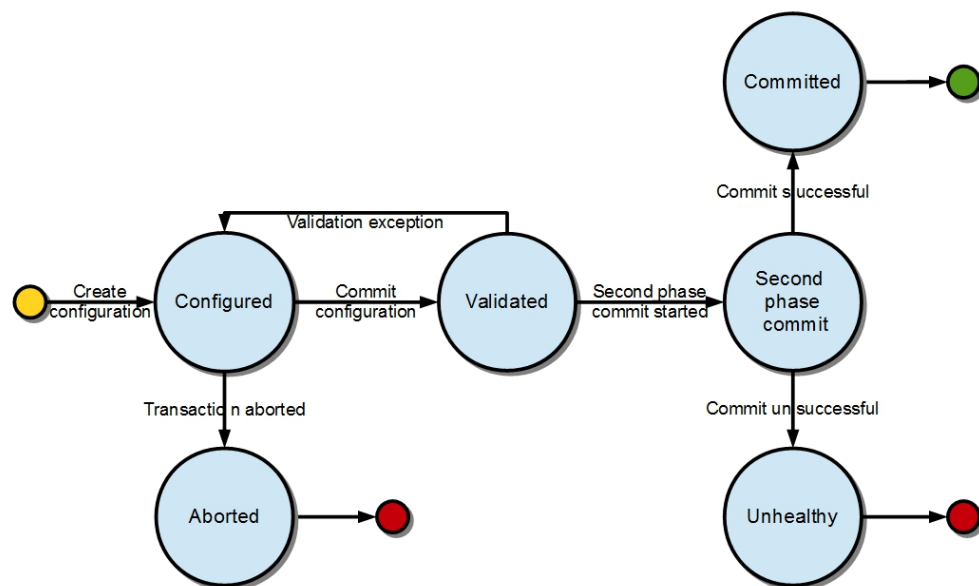 Committed
Commit successful
Validation exception
Create
configuration
Configured
Commit
configuration
Validated
Second phase
commit started
Second
phase
commit
Transaction aborted
Commit unsuccessful
Aborted
Unhealthy